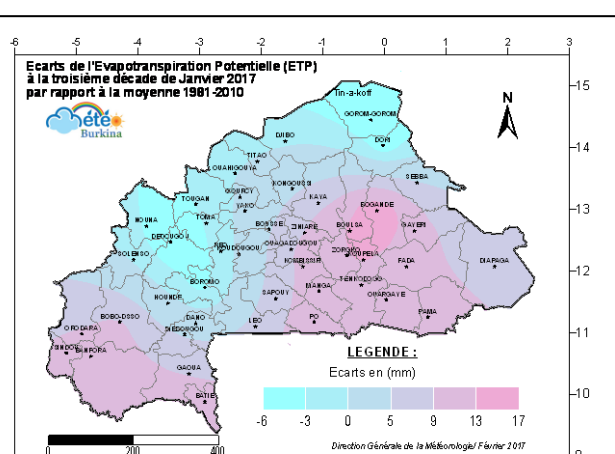 -6 -5 -4 -3 -2 -1 0 1 2 3
Ecarts de l'Evapotranspiration Potentielle (ETP)
à la troisième décade de Janvier 2017
par rapport à la moyenne 1981-2010
Météo
Burkina
N
-15
-14
-13
-12
-11
-10
Tin-a-koff
GOROM-GOROM
DORI
DJIBO
TITAO
OUAHIGOUYA
SEBBA
KONGOUSSI
TOUGAN
GOURCY
YAKO
KAYA
BOGANDE
NOUNA
TOMA
DEDOUGOU
BOUSSE
ZINIARE
BOULSA
GAYERI
SOLENSO
KOUDOUGOU
OUAGADOUGOU
ZORGHO
KOUPELA
KOMBISSIRI
FADA
DIAPAGA
BOROMO
TENKODOGO
HOUNDE
SAPOUY
MANGA
OUARGAYE
BOBO-DSSO
DANO
PAMA
ORODARA
DIEBOUGOU
LEO
PO
SINDOU
BANFORA
GAOUA
BATIE
LEGENDE :
Ecarts en (mm)
-6 -3 0 5 9 13 17
0 200 400
Direction Générale de la Météorologie/ Février 2017